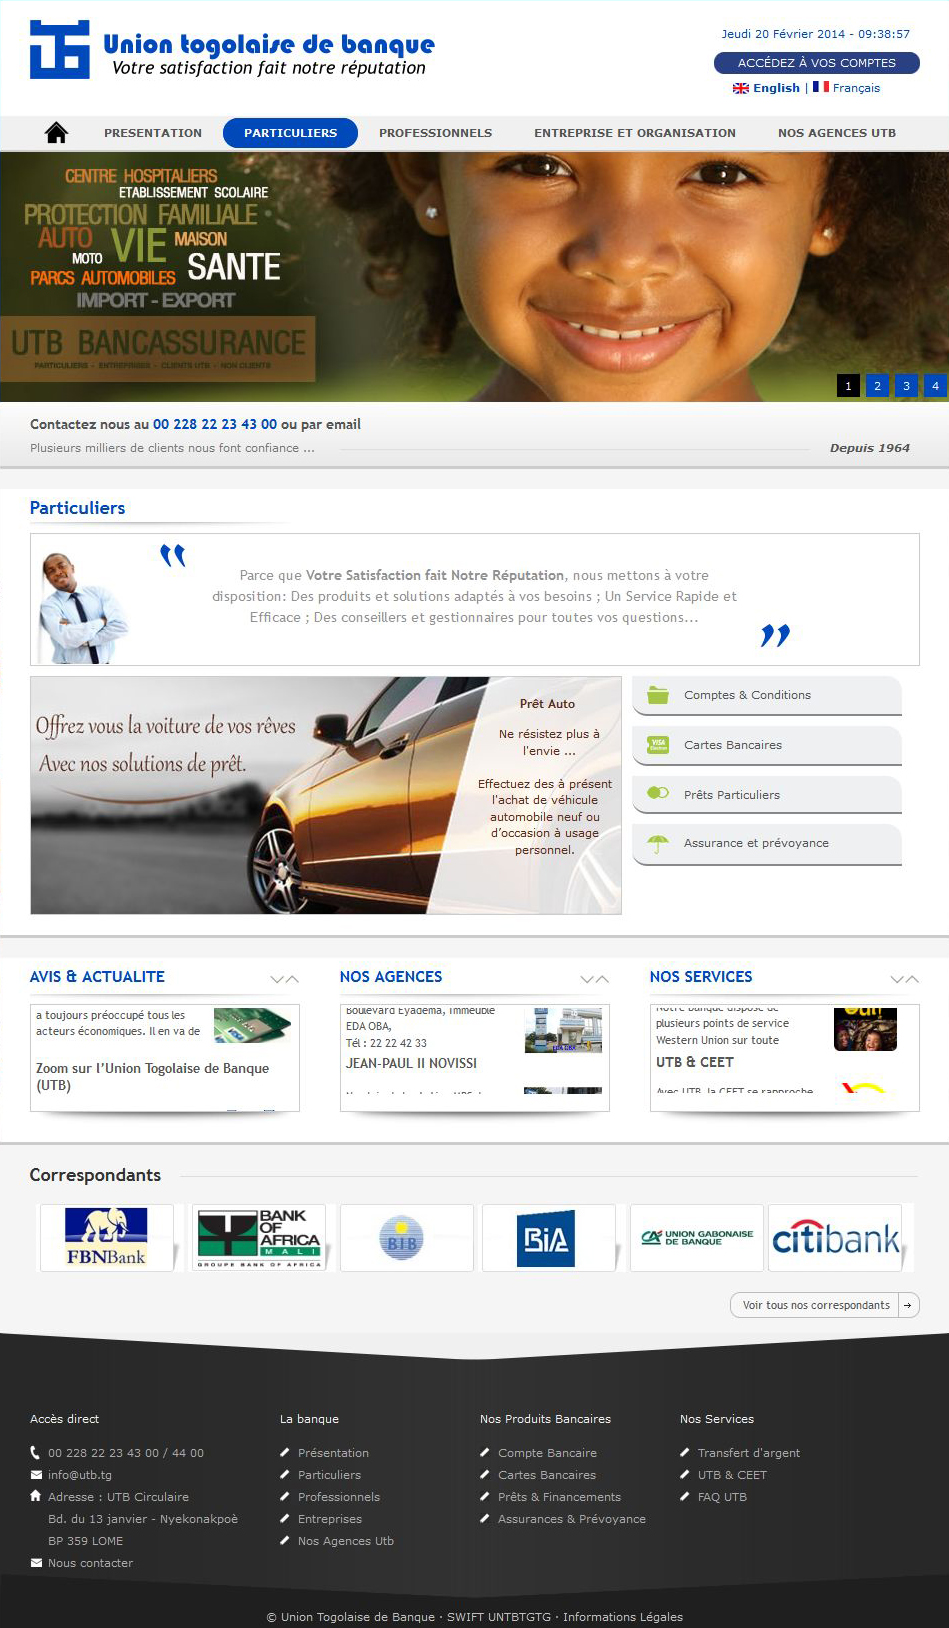 Union togolaise de banque
Votre satisfaction fait notre réputation
Jeudi 20 Février 2014 - 09:38:57
ACCÉDEZ À VOS COMPTES
English | Français
PRESENTATION PARTICULIERS PROFESSIONNELS ENTREPRISE ET ORGANISATION NOS AGENCES UTB
CENTRE HOSPITALIERS
ETABLISSEMENT SCOLAIRE
PROTECTION FAMILIALE
AUTO VIE MAISON
MOTO SANTE
PARCS AUTOMOBILES
IMPORT - EXPORT
UTB BANCASSURANCE
PARTICULIERS - ENTREPRISES - CLIENTS UTB - NON CLIENTS
1 2 3 4
Contactez nous au 00 228 22 23 43 00 ou par email
Plusieurs milliers de clients nous font confiance ...
Depuis 1964
Particuliers
Parce que Votre Satisfaction fait Notre Réputation, nous mettons à votre
disposition: Des produits et solutions adaptés à vos besoins ; Un Service Rapide et
Efficace ; Des conseillers et gestionnaires pour toutes vos questions...
Offrez vous la voiture de vos rêves
Avec nos solutions de prêt.
Prêt Auto
Ne résistez plus à
l'envie ...
Effectuez des à présent
l'achat de véhicule
automobile neuf ou
d’occasion à usage
personnel.
Comptes & Conditions
VISA
Cartes Bancaires
Prêts Particuliers
Assurance et prévoyance
AVIS & ACTUALITE
a toujours préoccupé tous les
acteurs économiques. Il en va de
Zoom sur l’Union Togolaise de Banque
(UTB)
NOS AGENCES
Boulevard Eyadema, Immeuble
EDA OBA,
Tél : 22 22 42 33
EDA OBA
JEAN-PAUL II NOVISSI
NOS SERVICES
Notre banque dispose de
plusieurs points de service
Western Union sur toute
UTB & CEET
Avec UTB, la CEET se rapproche
Correspondants
FBNBank
BANK
OF
AFRICA
MALI
GROUPE BANK OF AFRICA
BIB
BIA
UNION GABONAISE
DE BANQUE
citibank
Voir tous nos correspondants
Accès direct
00 228 22 23 43 00 / 44 00
info@utb.tg
Adresse : UTB Circulaire
Bd. du 13 janvier - Nyekonakpoè
BP 359 LOME
Nous contacter
La banque
Présentation
Particuliers
Professionnels
Entreprises
Nos Agences Utb
Nos Produits Bancaires
Compte Bancaire
Cartes Bancaires
Prêts & Financements
Assurances & Prévoyance
Nos Services
Transfert d'argent
UTB & CEET
FAQ UTB
© Union Togolaise de Banque · SWIFT UNTBTGTG · Informations Légales